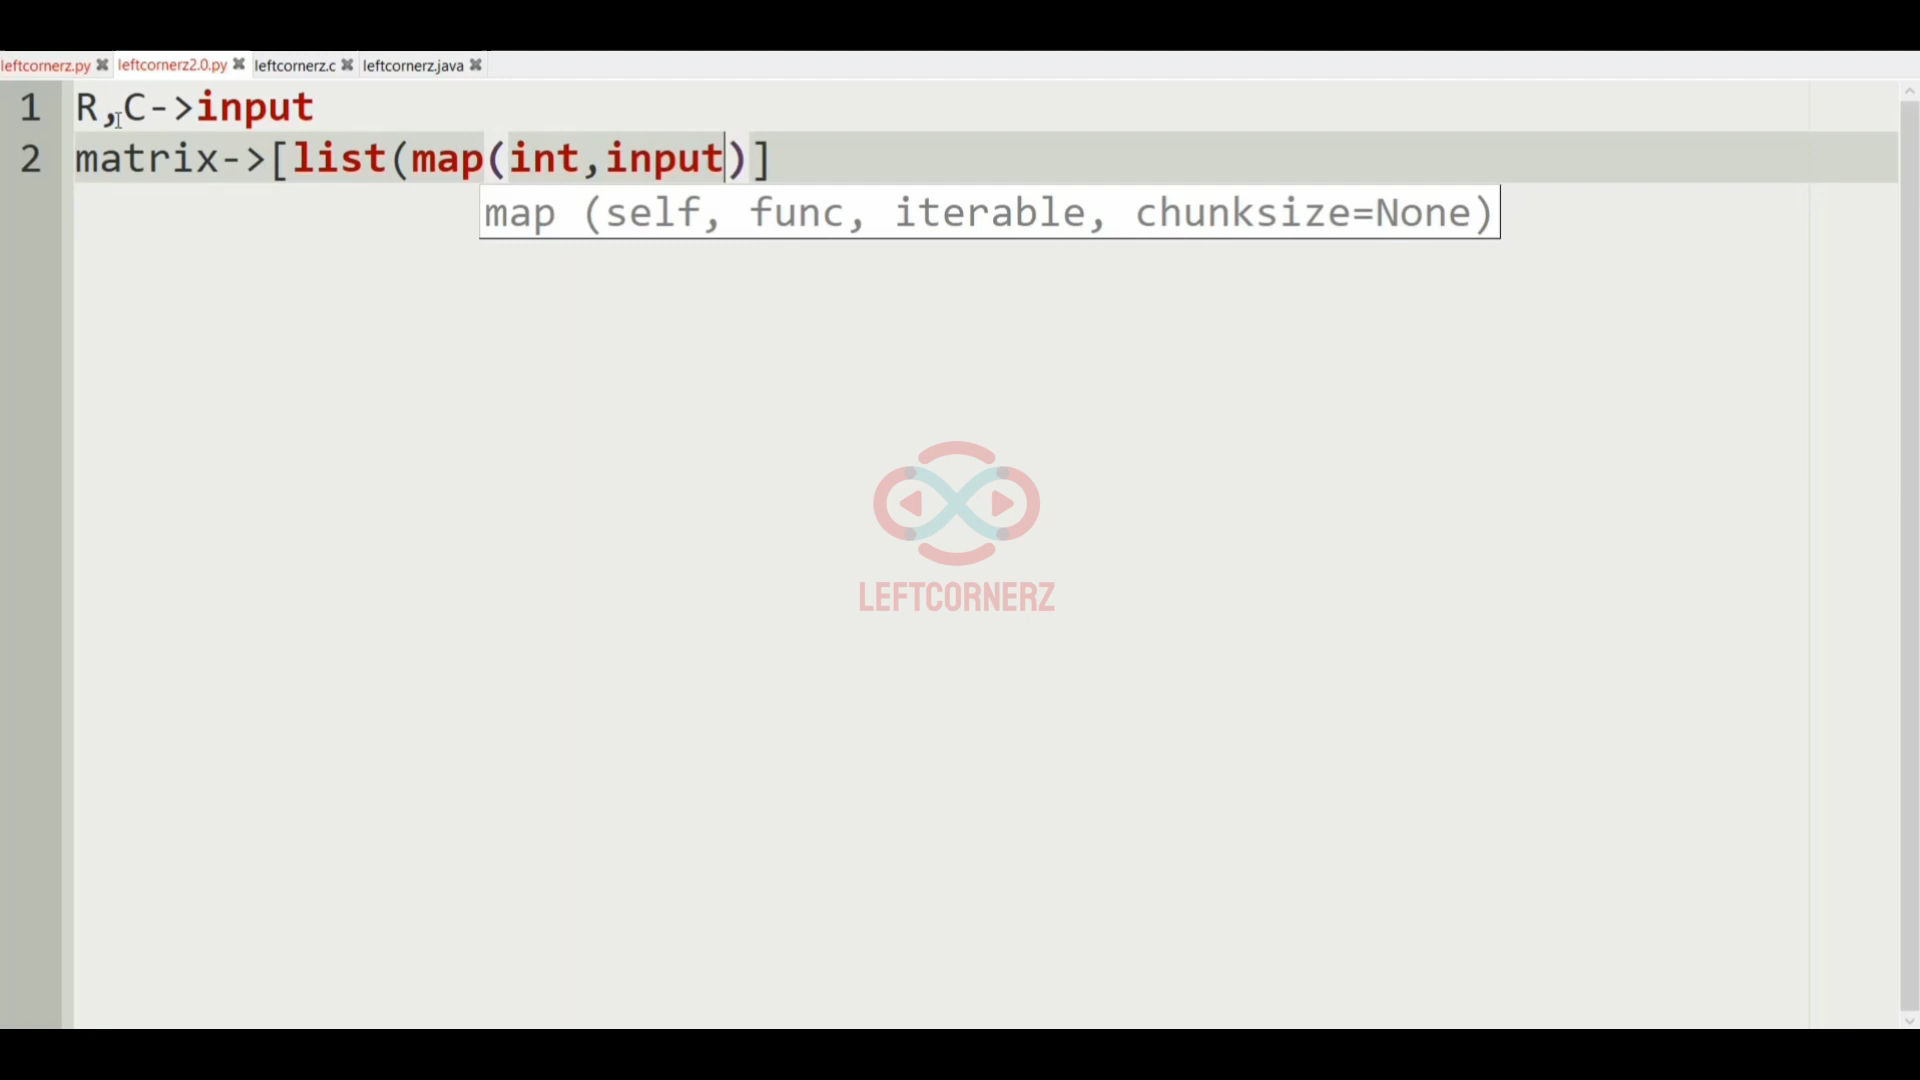 leftcornerz.py leftcornerz2.0.py leftcornerz.c leftcornerz.java
1 R,C->input
2 matrix->[list(map(int,input)]
map (self, func, iterable, chunksize=None)
LEFTCORNERZ